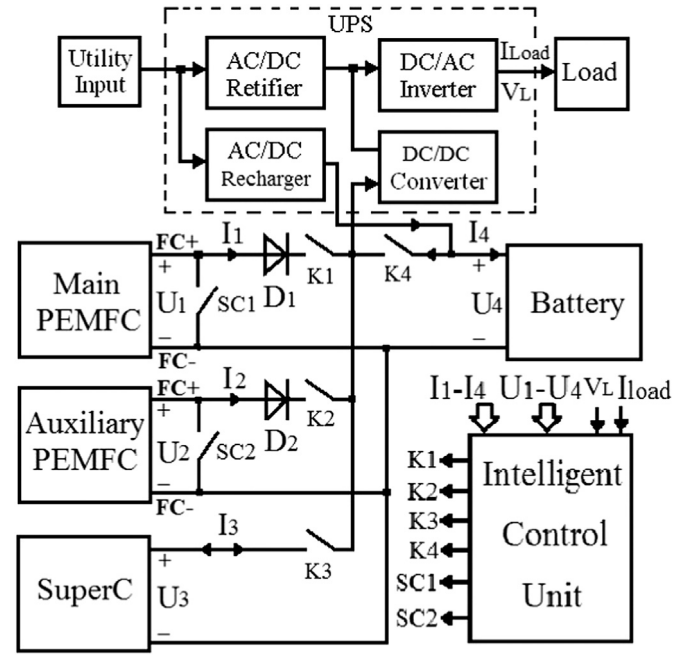 UPS
Utility
Input
AC/DC
Retifier
DC/AC
Inverter
ILoad
VL
Load
AC/DC
Recharger
DC/DC
Converter
FC+
I1
K1
K4
I4
+
Main
PEMFC
U1
SC1
D1
+
U4
Battery
−
FC-
−
FC+
I2
K2
+
Auxiliary
PEMFC
U2
SC2
D2
−
FC-
I3
K3
+
SuperC
U3
−
I1-I4 U1-U4 VL Iload
K1
K2
K3
K4
SC1
SC2
Intelligent
Control
Unit